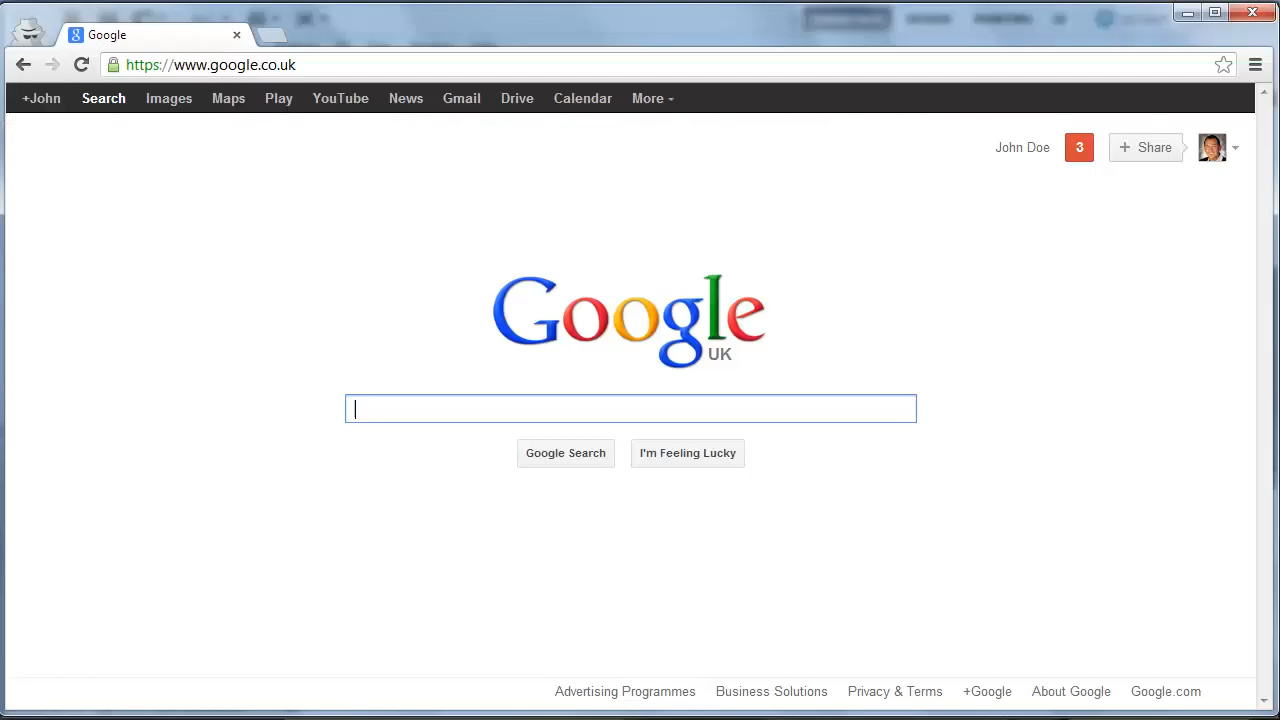 Google
https://www.google.co.uk
+John Search Images Maps Play YouTube News Gmail Drive Calendar More
John Doe 3 + Share
Google
UK
Google Search I'm Feeling Lucky
Advertising Programmes Business Solutions Privacy & Terms +Google About Google Google.com